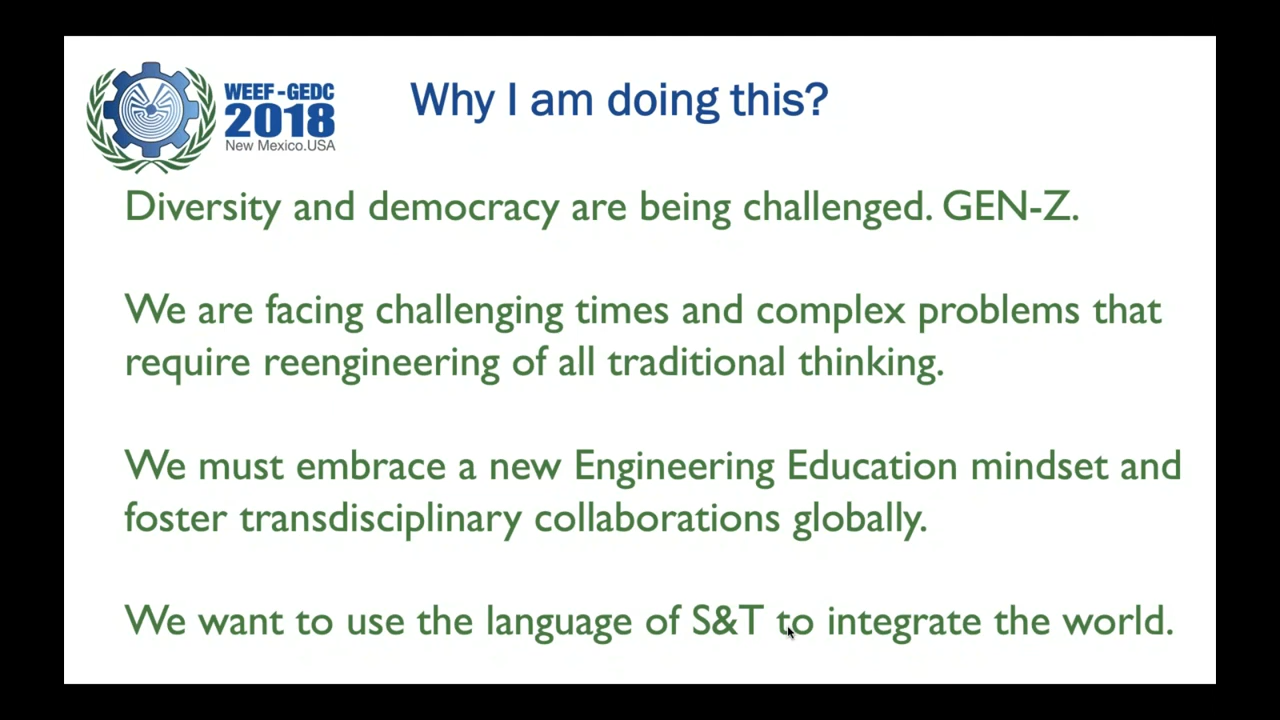 WEEF-GEDC
2018
New Mexico.USA
Why I am doing this?
Diversity and democracy are being challenged. GEN-Z.
We are facing challenging times and complex problems that
require reengineering of all traditional thinking.
We must embrace a new Engineering Education mindset and
foster transdisciplinary collaborations globally.
We want to use the language of S&T to integrate the world.